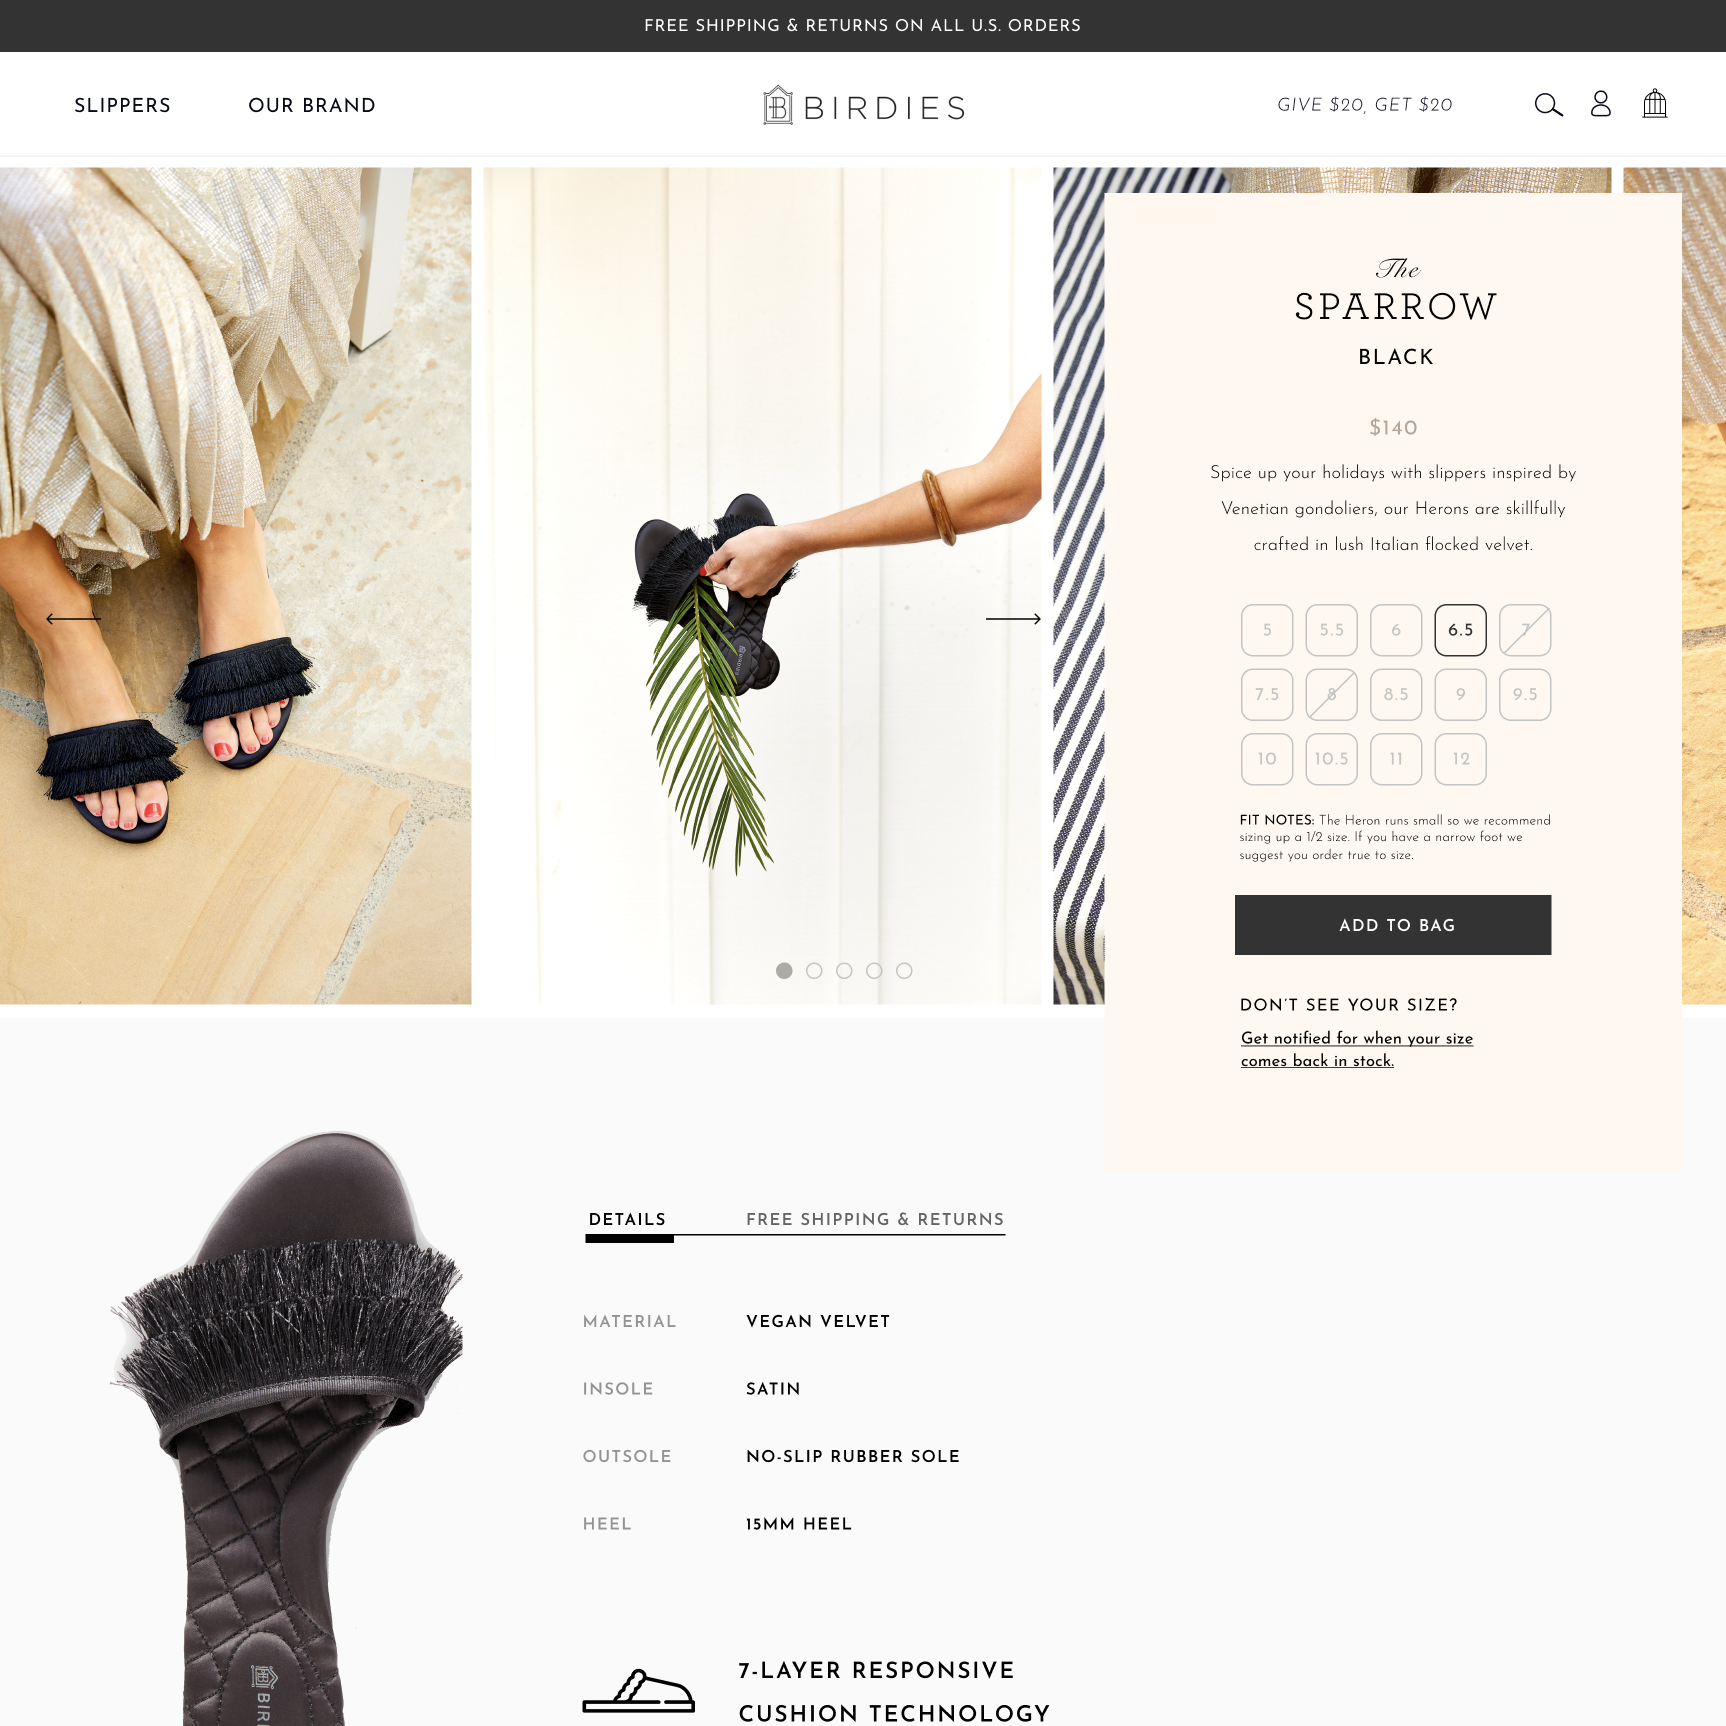 FREE SHIPPING & RETURNS ON ALL U.S. ORDERS
SLIPPERS
OUR BRAND
B BIRDIES
GIVE $20, GET $20
The
SPARROW
BLACK
$140
Spice up your holidays with slippers inspired by
Venetian gondoliers, our Herons are skillfully
crafted in lush Italian flocked velvet.
5 5.5 6 6.5 7
7.5 8 8.5 9 9.5
10 10.5 11 12
FIT NOTES: The Heron runs small so we recommend
sizing up a 1/2 size. If you have a narrow foot we
suggest you order true to size.
ADD TO BAG
DON'T SEE YOUR SIZE?
Get notified for when your size
comes back in stock.
DETAILS
FREE SHIPPING & RETURNS
MATERIAL VEGAN VELVET
INSOLE SATIN
OUTSOLE NO-SLIP RUBBER SOLE
HEEL 15MM HEEL
B BIR
7-LAYER RESPONSIVE
CUSHION TECHNOLOGY